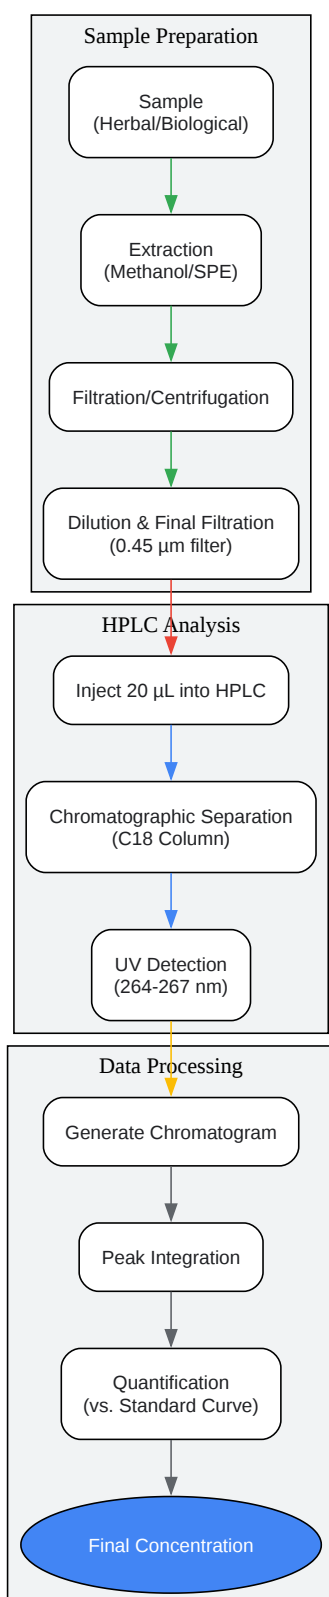 Sample Preparation
Sample
(Herbal/Biological)
Extraction
(Methanol/SPE)
Filtration/Centrifugation
Dilution & Final Filtration
(0.45 µm filter)
HPLC Analysis
Inject 20 µL into HPLC
Chromatographic Separation
(C18 Column)
UV Detection
(264-267 nm)
Data Processing
Generate Chromatogram
Peak Integration
Quantification
(vs. Standard Curve)
Final Concentration